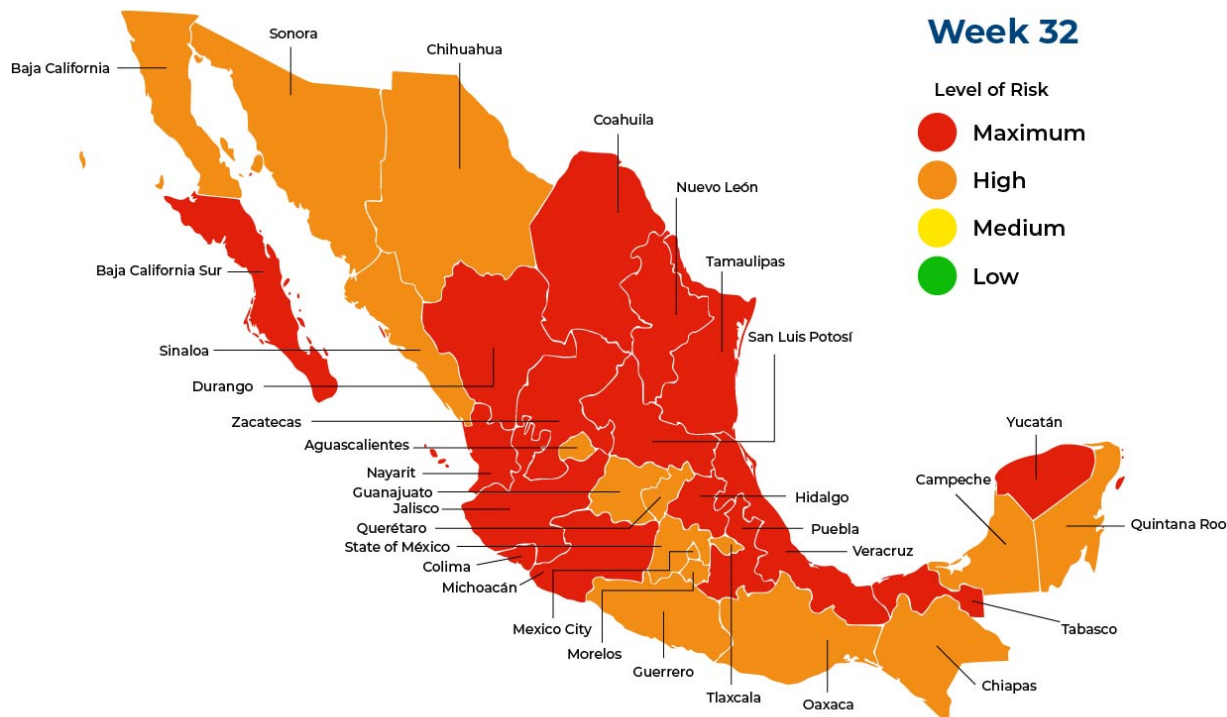 Week 32
Level of Risk
Maximum
High
Medium
Low
Sonora
Baja California
Chihuahua
Coahuila
Nuevo León
Tamaulipas
Baja California Sur
San Luis Potosí
Sinaloa
Durango
Zacatecas
Yucatán
Aguascalientes
Nayarit
Campeche
Guanajuato
Hidalgo
Jalisco
Querétaro
Puebla
Quintana Roo
State of México
Veracruz
Colima
Michoacán
Mexico City
Tabasco
Morelos
Guerrero
Tlaxcala
Oaxaca
Chiapas